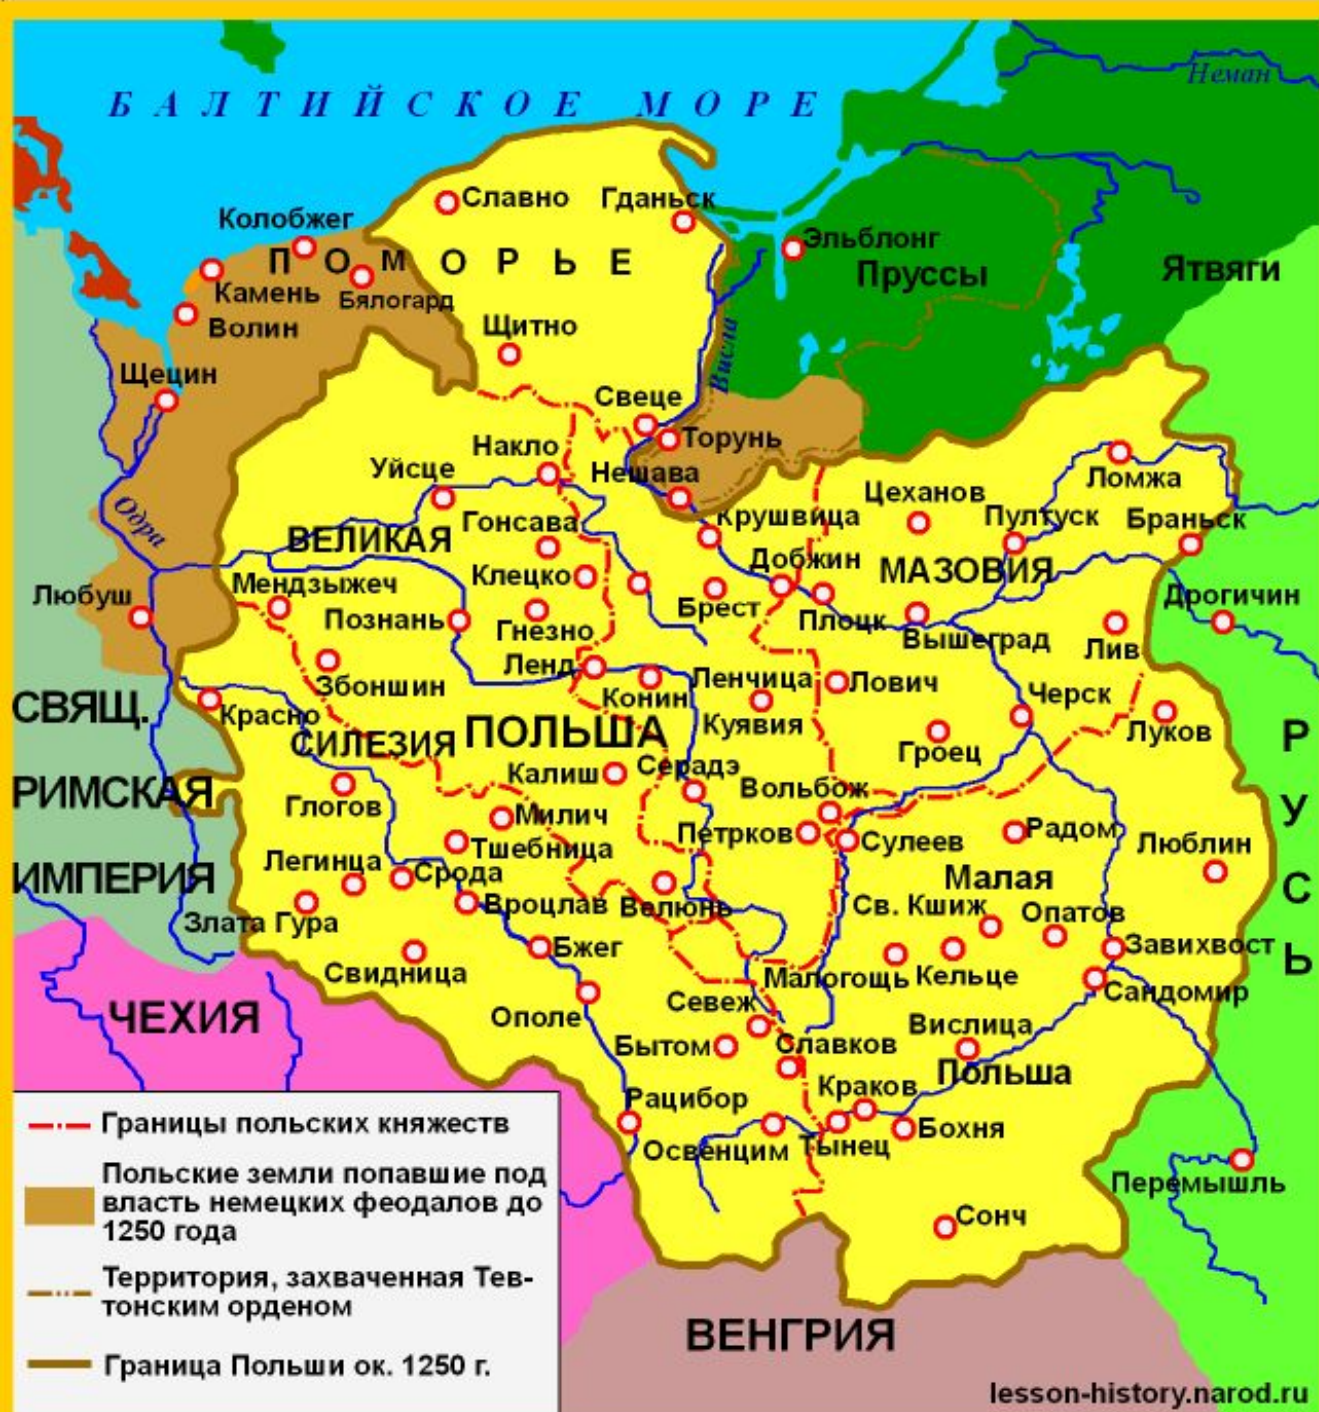 Неман
БАЛТИЙСКОЕ МОРЕ
Славно
Гданьск
Колобжег
Эльблонг
ПОМОРЬЕ
Пруссы
Ятвяги
Камень
Бялогард
Волин
Щитно
Висла
Щецин
Свеце
Торунь
Накло
Уйсце
Нешава
Ломжа
Цеханов
Одра
Гонсава
Крушвица
Пултуск
Браньск
ВЕЛИКАЯ
Добжин
МАЗОВИЯ
Клецко
Мендзыжеч
Любуш
Брест
Дрогичин
Познань
Плоцк
Гнезно
Вышеград
Лив
Ленд
Збоншин
Конин
Ленчица
Лович
Черск
СВЯЩ.
Красно
Куявия
ПОЛЬША
Луков
РУСЬ
СИЛЕЗИЯ
Гроец
Калиш
Серадэ
РИМСКАЯ
Глогов
Вольбож
Милич
Петрков
Сулеев
Радом
Люблин
Тшебница
Легинца
Срода
ИМПЕРИЯ
Малая
Вроцлав
Велюнь
Св. Кшиж
Опатов
Злата Гура
Бжег
Завихвост
Свидница
Малогощь
Кельце
Сандомир
Севеж
ЧЕХИЯ
Ополе
Вислица
Бытом
Славков
Польша
Краков
Рацибор
Бохня
Освенцим
Тынец
Перемышль
Сонч
ВЕНГРИЯ
Границы польских княжеств
Польские земли попавшие под
власть немецких феодалов до
1250 года
Территория, захваченная Тев-
тонским орденом
Граница Польши ок. 1250 г.
lesson-history.narod.ru